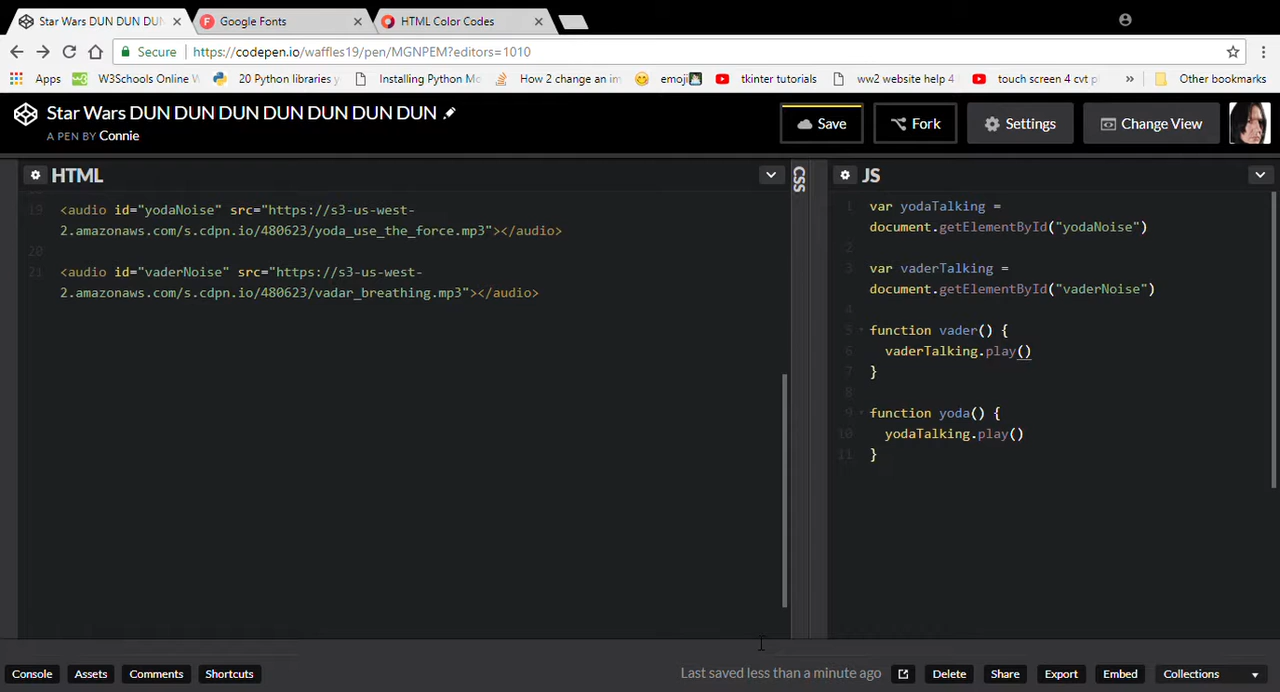 Star Wars DUN DUN DUN
Google Fonts
HTML Color Codes
Secure
https://codepen.io/waffles19/pen/MGNPEM?editors=1010
Apps
W3Schools Online
20 Python libraries
Installing Python
How 2 change an
emoji
tkinter tutorials
ww2 website help 4
touch screen 4 cvt
»
Other bookmarks
Star Wars DUN DUN DUN DUN DUN DUN DUN
A PEN BY Connie
Save
Fork
Settings
Change View
HTML
CSS
JS
19 <audio id="yodaNoise" src="https://s3-us-west-
2.amazonaws.com/s.cdpn.io/480623/yoda_use_the_force.mp3"></audio>
20
21 <audio id="vaderNoise" src="https://s3-us-west-
2.amazonaws.com/s.cdpn.io/480623/vadar_breathing.mp3"></audio>
1 var yodaTalking =
document.getElementById("yodaNoise")
2
3 var vaderTalking =
document.getElementById("vaderNoise")
4
5 function vader() {
6 vaderTalking.play()
7 }
8
9 function yoda() {
10 yodaTalking.play()
11 }
Console
Assets
Comments
Shortcuts
Last saved less than a minute ago
Delete
Share
Export
Embed
Collections